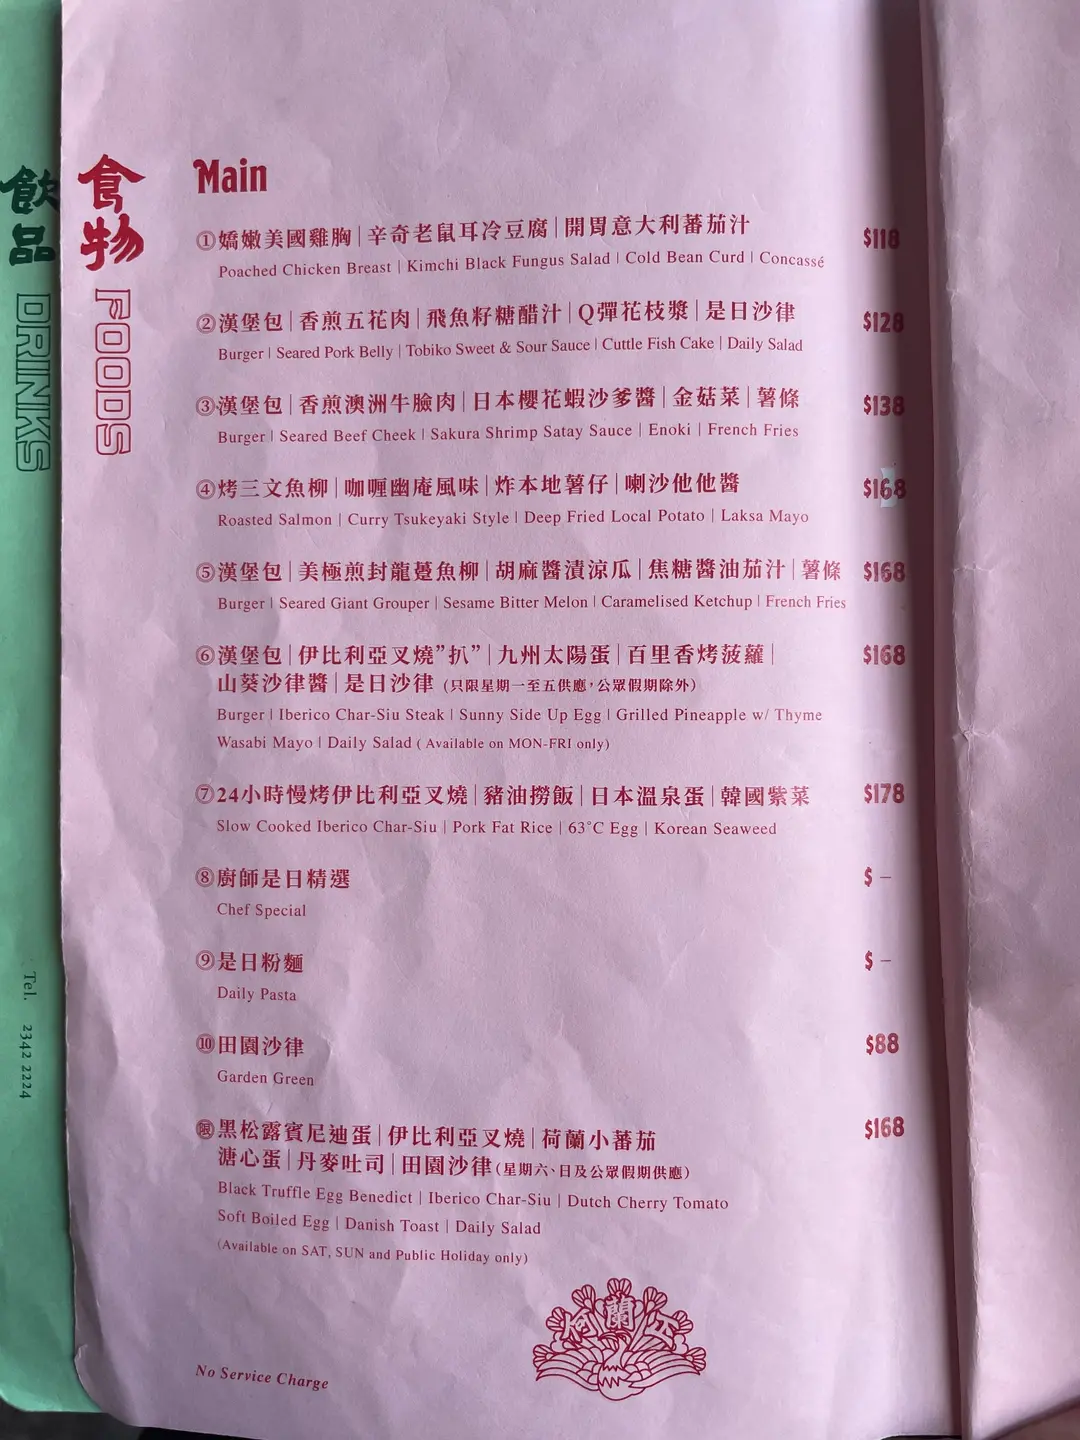 飲品
DRINKS
Tel. 2342 2224
食物
FOODS
Main
①嬌嫩美國雞胸|辛奇老鼠耳冷豆腐|開胃意大利蕃茄汁 $118
Poached Chicken Breast | Kimchi Black Fungus Salad | Cold Bean Curd | Concassé
②漢堡包|香煎五花肉|飛魚籽糖醋汁|Q彈花枝漿|是日沙律 $128
Burger | Seared Pork Belly | Tobiko Sweet & Sour Sauce | Cuttle Fish Cake | Daily Salad
③漢堡包|香煎澳洲牛臉肉|日本櫻花蝦沙爹醬|金菇菜|薯條 $138
Burger | Seared Beef Cheek | Sakura Shrimp Satay Sauce | Enoki | French Fries
④烤三文魚柳|咖喱幽庵風味|炸本地薯仔|喇沙他他醬 $168
Roasted Salmon | Curry Tsukeyaki Style | Deep Fried Local Potato | Laksa Mayo
⑤漢堡包|美極煎封龍躉魚柳|胡麻醬漬涼瓜|焦糖醬油茄汁|薯條 $168
Burger | Seared Giant Grouper | Sesame Bitter Melon | Caramelised Ketchup | French Fries
⑥漢堡包|伊比利亞叉燒”扒”|九州太陽蛋|百里香烤菠蘿| $168
山葵沙律醬|是日沙律 (只限星期一至五供應，公眾假期除外)
Burger | Iberico Char-Siu Steak | Sunny Side Up Egg | Grilled Pineapple w/ Thyme
Wasabi Mayo | Daily Salad ( Available on MON-FRI only)
⑦24小時慢烤伊比利亞叉燒|豬油撈飯|日本溫泉蛋|韓國紫菜 $178
Slow Cooked Iberico Char-Siu | Pork Fat Rice | 63°C Egg | Korean Seaweed
⑧廚師是日精選 $ –
Chef Special
⑨是日粉麵 $ –
Daily Pasta
⑩田園沙律 $88
Garden Green
限黑松露賓尼迪蛋|伊比利亞叉燒|荷蘭小蕃茄 $168
溏心蛋|丹麥吐司|田園沙律(星期六、日及公眾假期供應)
Black Truffle Egg Benedict | Iberico Char-Siu | Dutch Cherry Tomato
Soft Boiled Egg | Danish Toast | Daily Salad
(Available on SAT, SUN and Public Holiday only)
何蘭正
No Service Charge